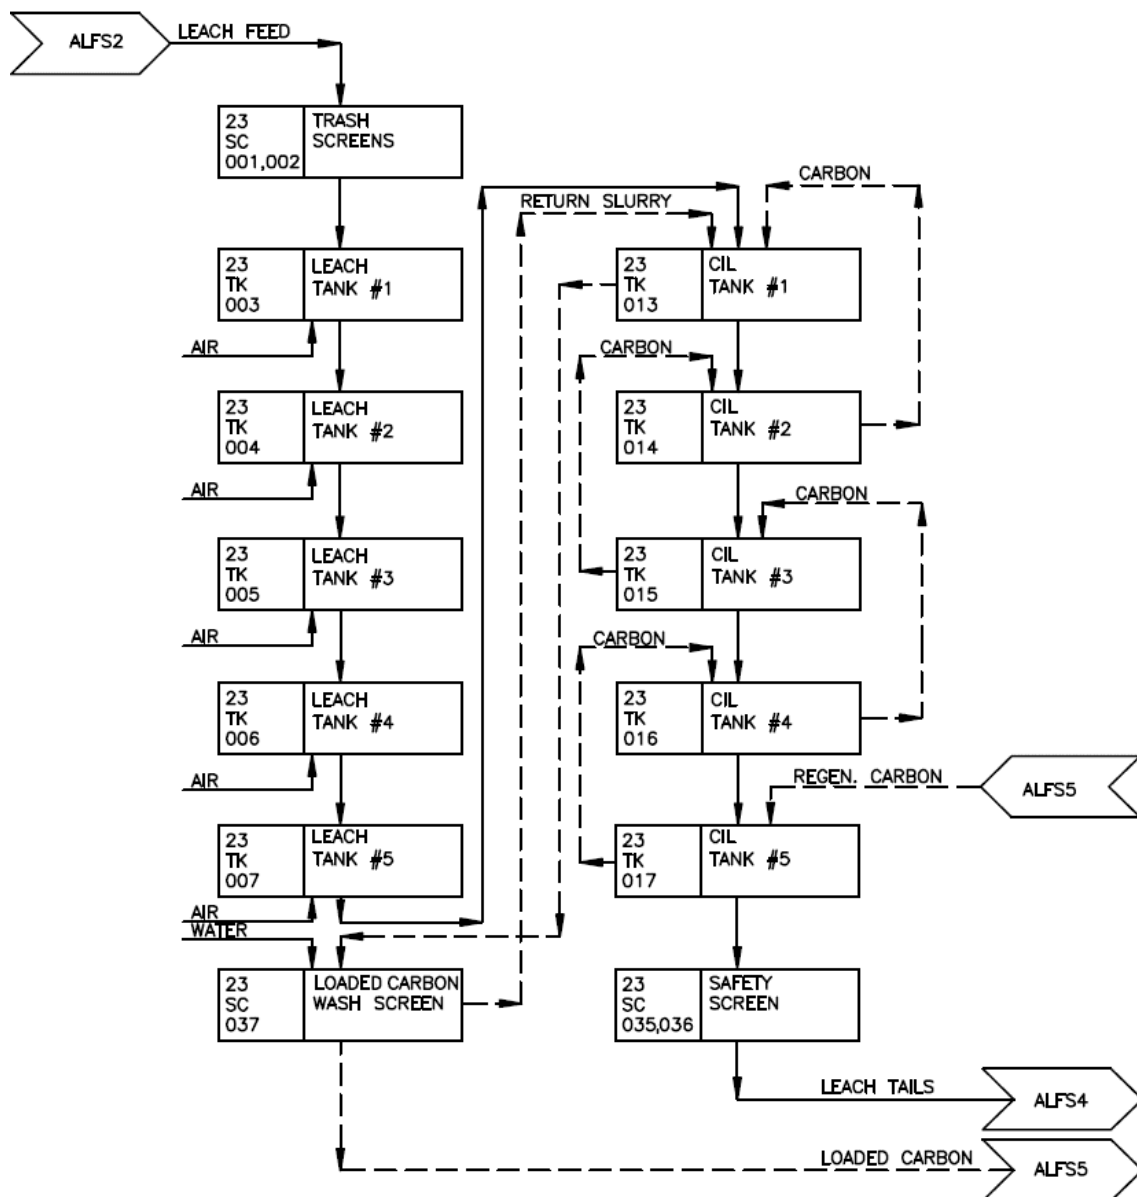 ALFS2
LEACH FEED
23
SC
001,002
TRASH
SCREENS
23
TK
003
LEACH
TANK #1
AIR
23
TK
004
LEACH
TANK #2
AIR
23
TK
005
LEACH
TANK #3
AIR
23
TK
006
LEACH
TANK #4
AIR
23
TK
007
LEACH
TANK #5
AIR
WATER
23
SC
037
LOADED CARBON
WASH SCREEN
RETURN SLURRY
CARBON
23
TK
013
CIL
TANK #1
CARBON
23
TK
014
CIL
TANK #2
CARBON
23
TK
015
CIL
TANK #3
CARBON
23
TK
016
CIL
TANK #4
REGEN. CARBON
ALFS5
23
TK
017
CIL
TANK #5
23
SC
035,036
SAFETY
SCREEN
LEACH TAILS
ALFS4
LOADED CARBON
ALFS5